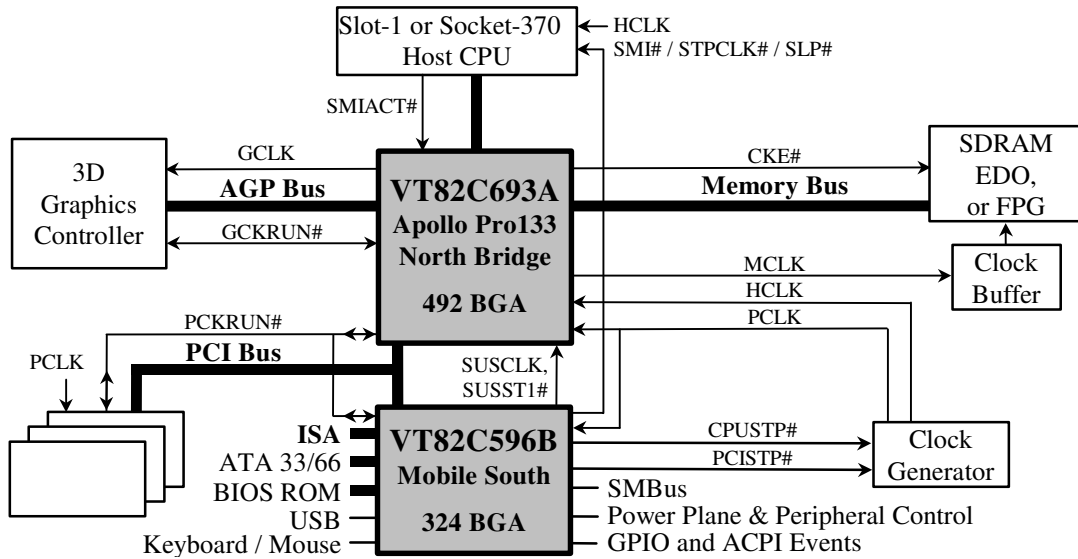 Slot-1 or Socket-370
Host CPU
HCLK
SMI# / STPCLK# / SLP#
SMIACT#
3D
Graphics
Controller
GCLK
AGP Bus
GCKRUN#
VT82C693A
Apollo Pro133
North Bridge
492 BGA
CKE#
Memory Bus
SDRAM
EDO,
or FPG
MCLK
Clock
Buffer
HCLK
PCLK
PCKRUN#
PCI Bus
PCLK
SUSCLK,
SUSST1#
VT82C596B
Mobile South
324 BGA
ISA
ATA 33/66
BIOS ROM
USB
Keyboard / Mouse
CPUSTP#
PCISTP#
Clock
Generator
SMBus
Power Plane & Peripheral Control
GPIO and ACPI Events